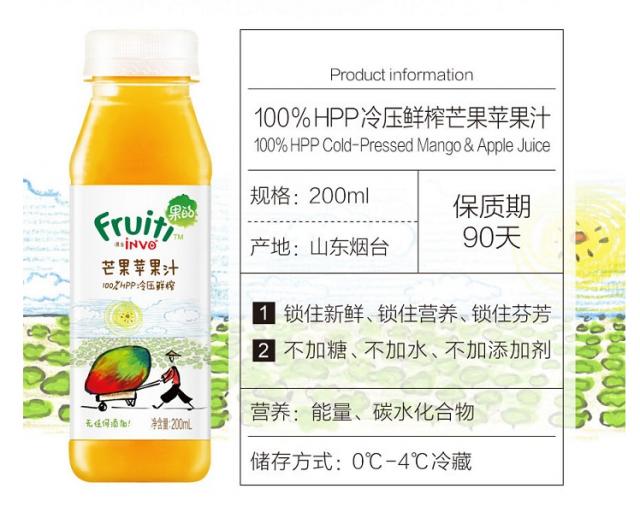 Fruiti
果的
TM
INVO
芒果苹果汁
100%HPP冷压鲜榨
无任何添加!
净含量:200mL
Product information
100%HPP冷压鲜榨芒果苹果汁
100% HPP Cold-Pressed Mango & Apple Juice
规格: 200ml
产地: 山东烟台
保质期
90天
1 锁住新鲜、锁住营养、锁住芬芳
2 不加糖、不加水、不加添加剂
营养: 能量、碳水化合物
储存方式: 0℃-4℃冷藏